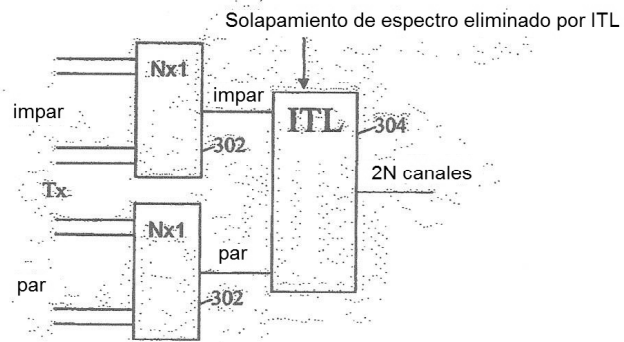 Solapamiento de espectro eliminado por ITL
Nx1
impar
impar
ITL
304
302
2N canales
Tx
Nx1
par
par
302